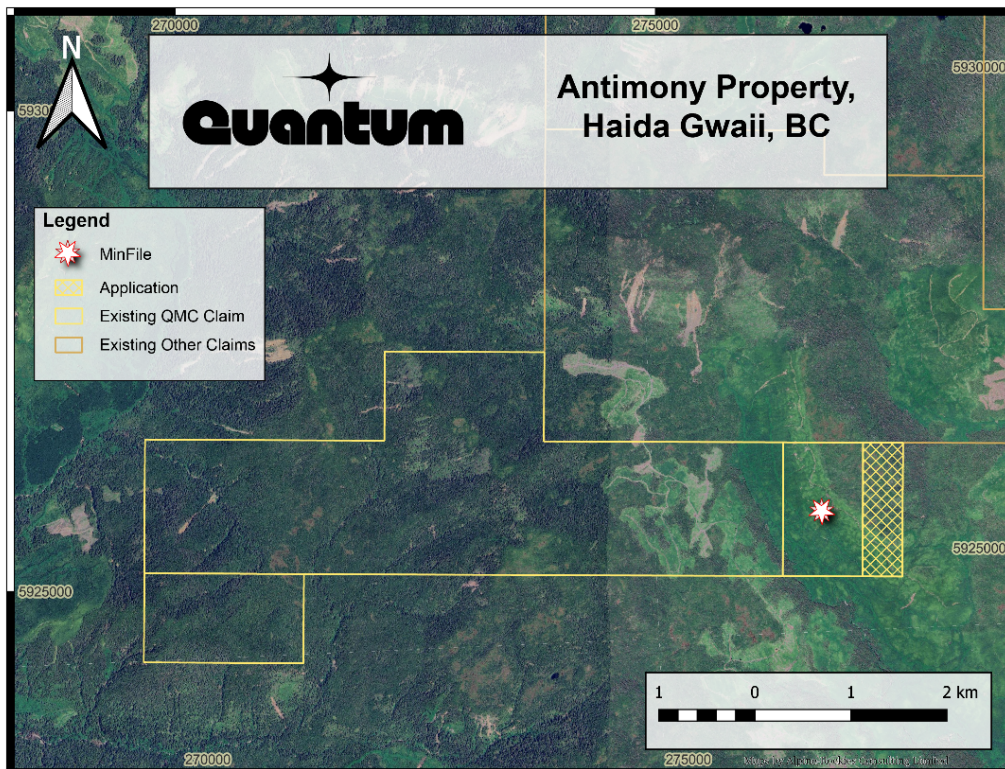 270000
275000
5930000
N
Quantum
Antimony Property,
Haida Gwaii, BC
Legend
MinFile
Application
Existing QMC Claim
Existing Other Claims
5925000
5925000
1 0 1 2 km
270000
275000